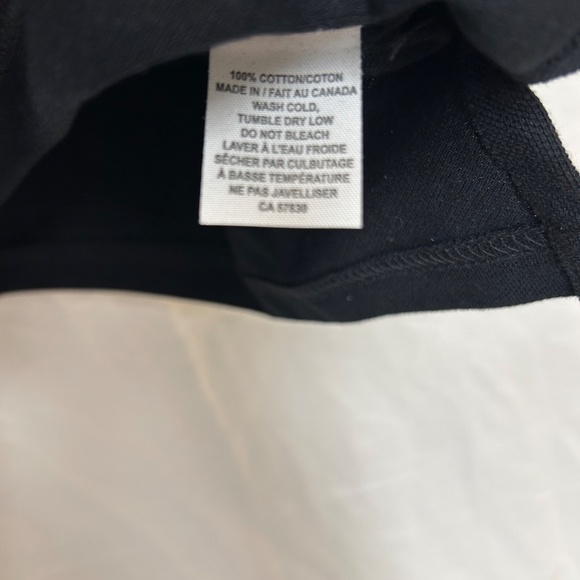 100% COTTON/COTON
MADE IN / FAIT AU CANADA
WASH COLD,
TUMBLE DRY LOW
DO NOT BLEACH
LAVER À L'EAU FROIDE
SÉCHER PAR CULBUTAGE
À BASSE TEMPÉRATURE
NE PAS JAVELLISER
CA 57830